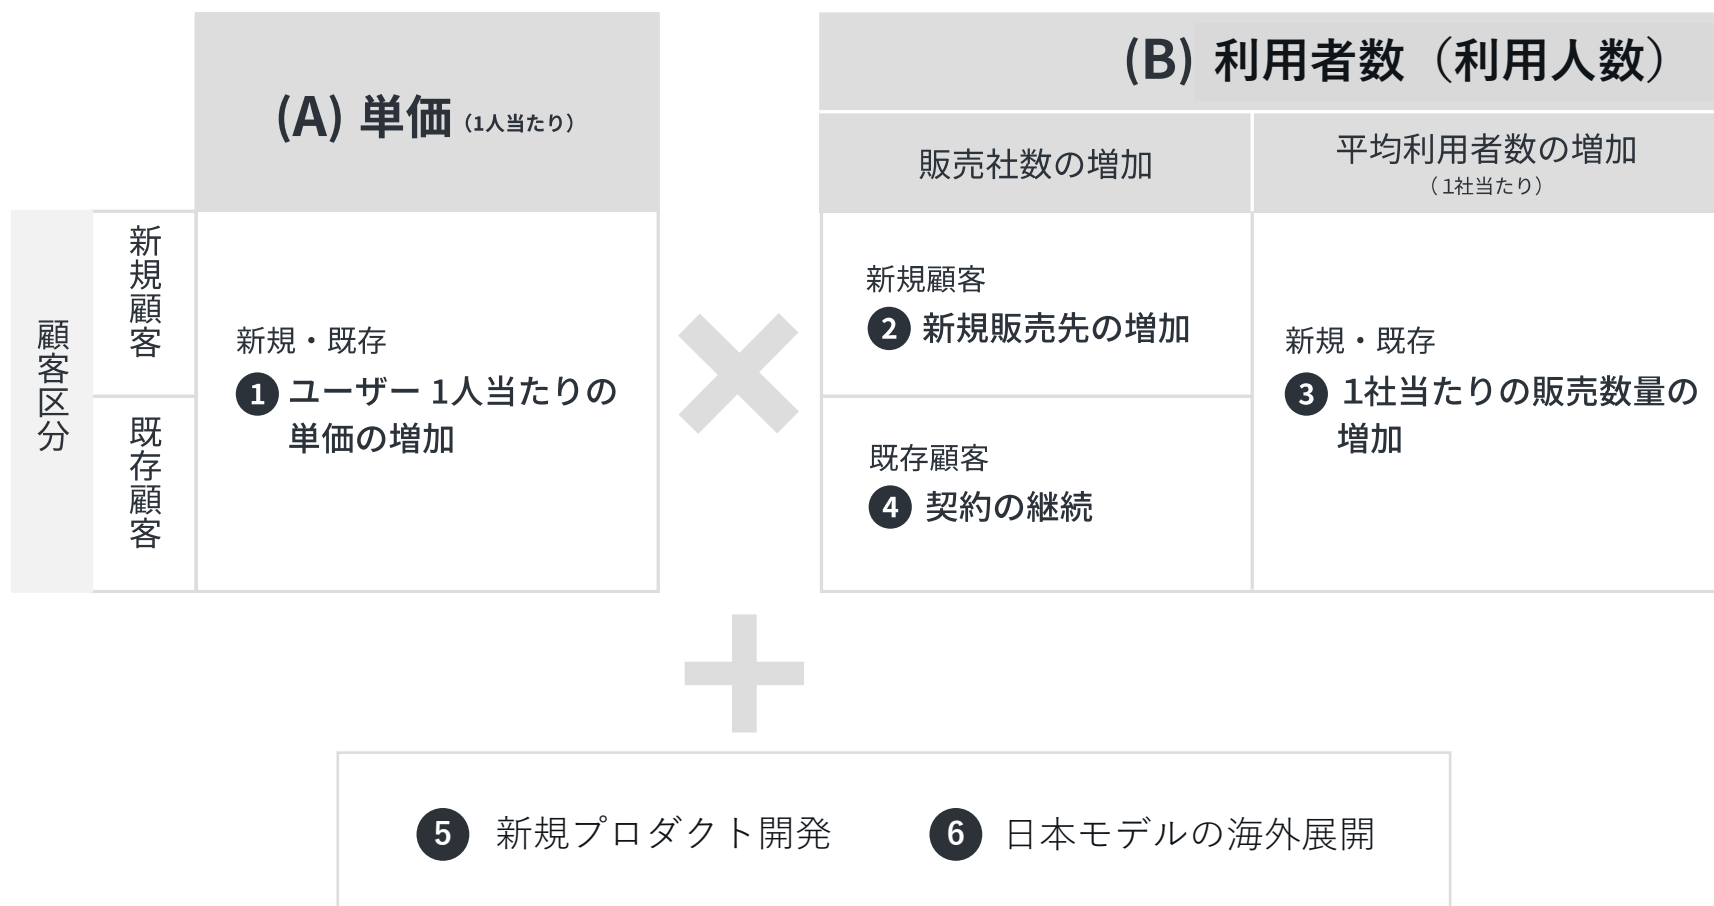 (A) 単価（1人当たり）
(B) 利用者数（利用人数）
販売社数の増加
平均利用者数の増加
（1社当たり）
顧客区分
新規顧客
既存顧客
新規・既存
1 ユーザー 1人当たりの
単価の増加
新規顧客
2 新規販売先の増加
既存顧客
4 契約の継続
新規・既存
3 1社当たりの販売数量の
増加
5 新規プロダクト開発
6 日本モデルの海外展開